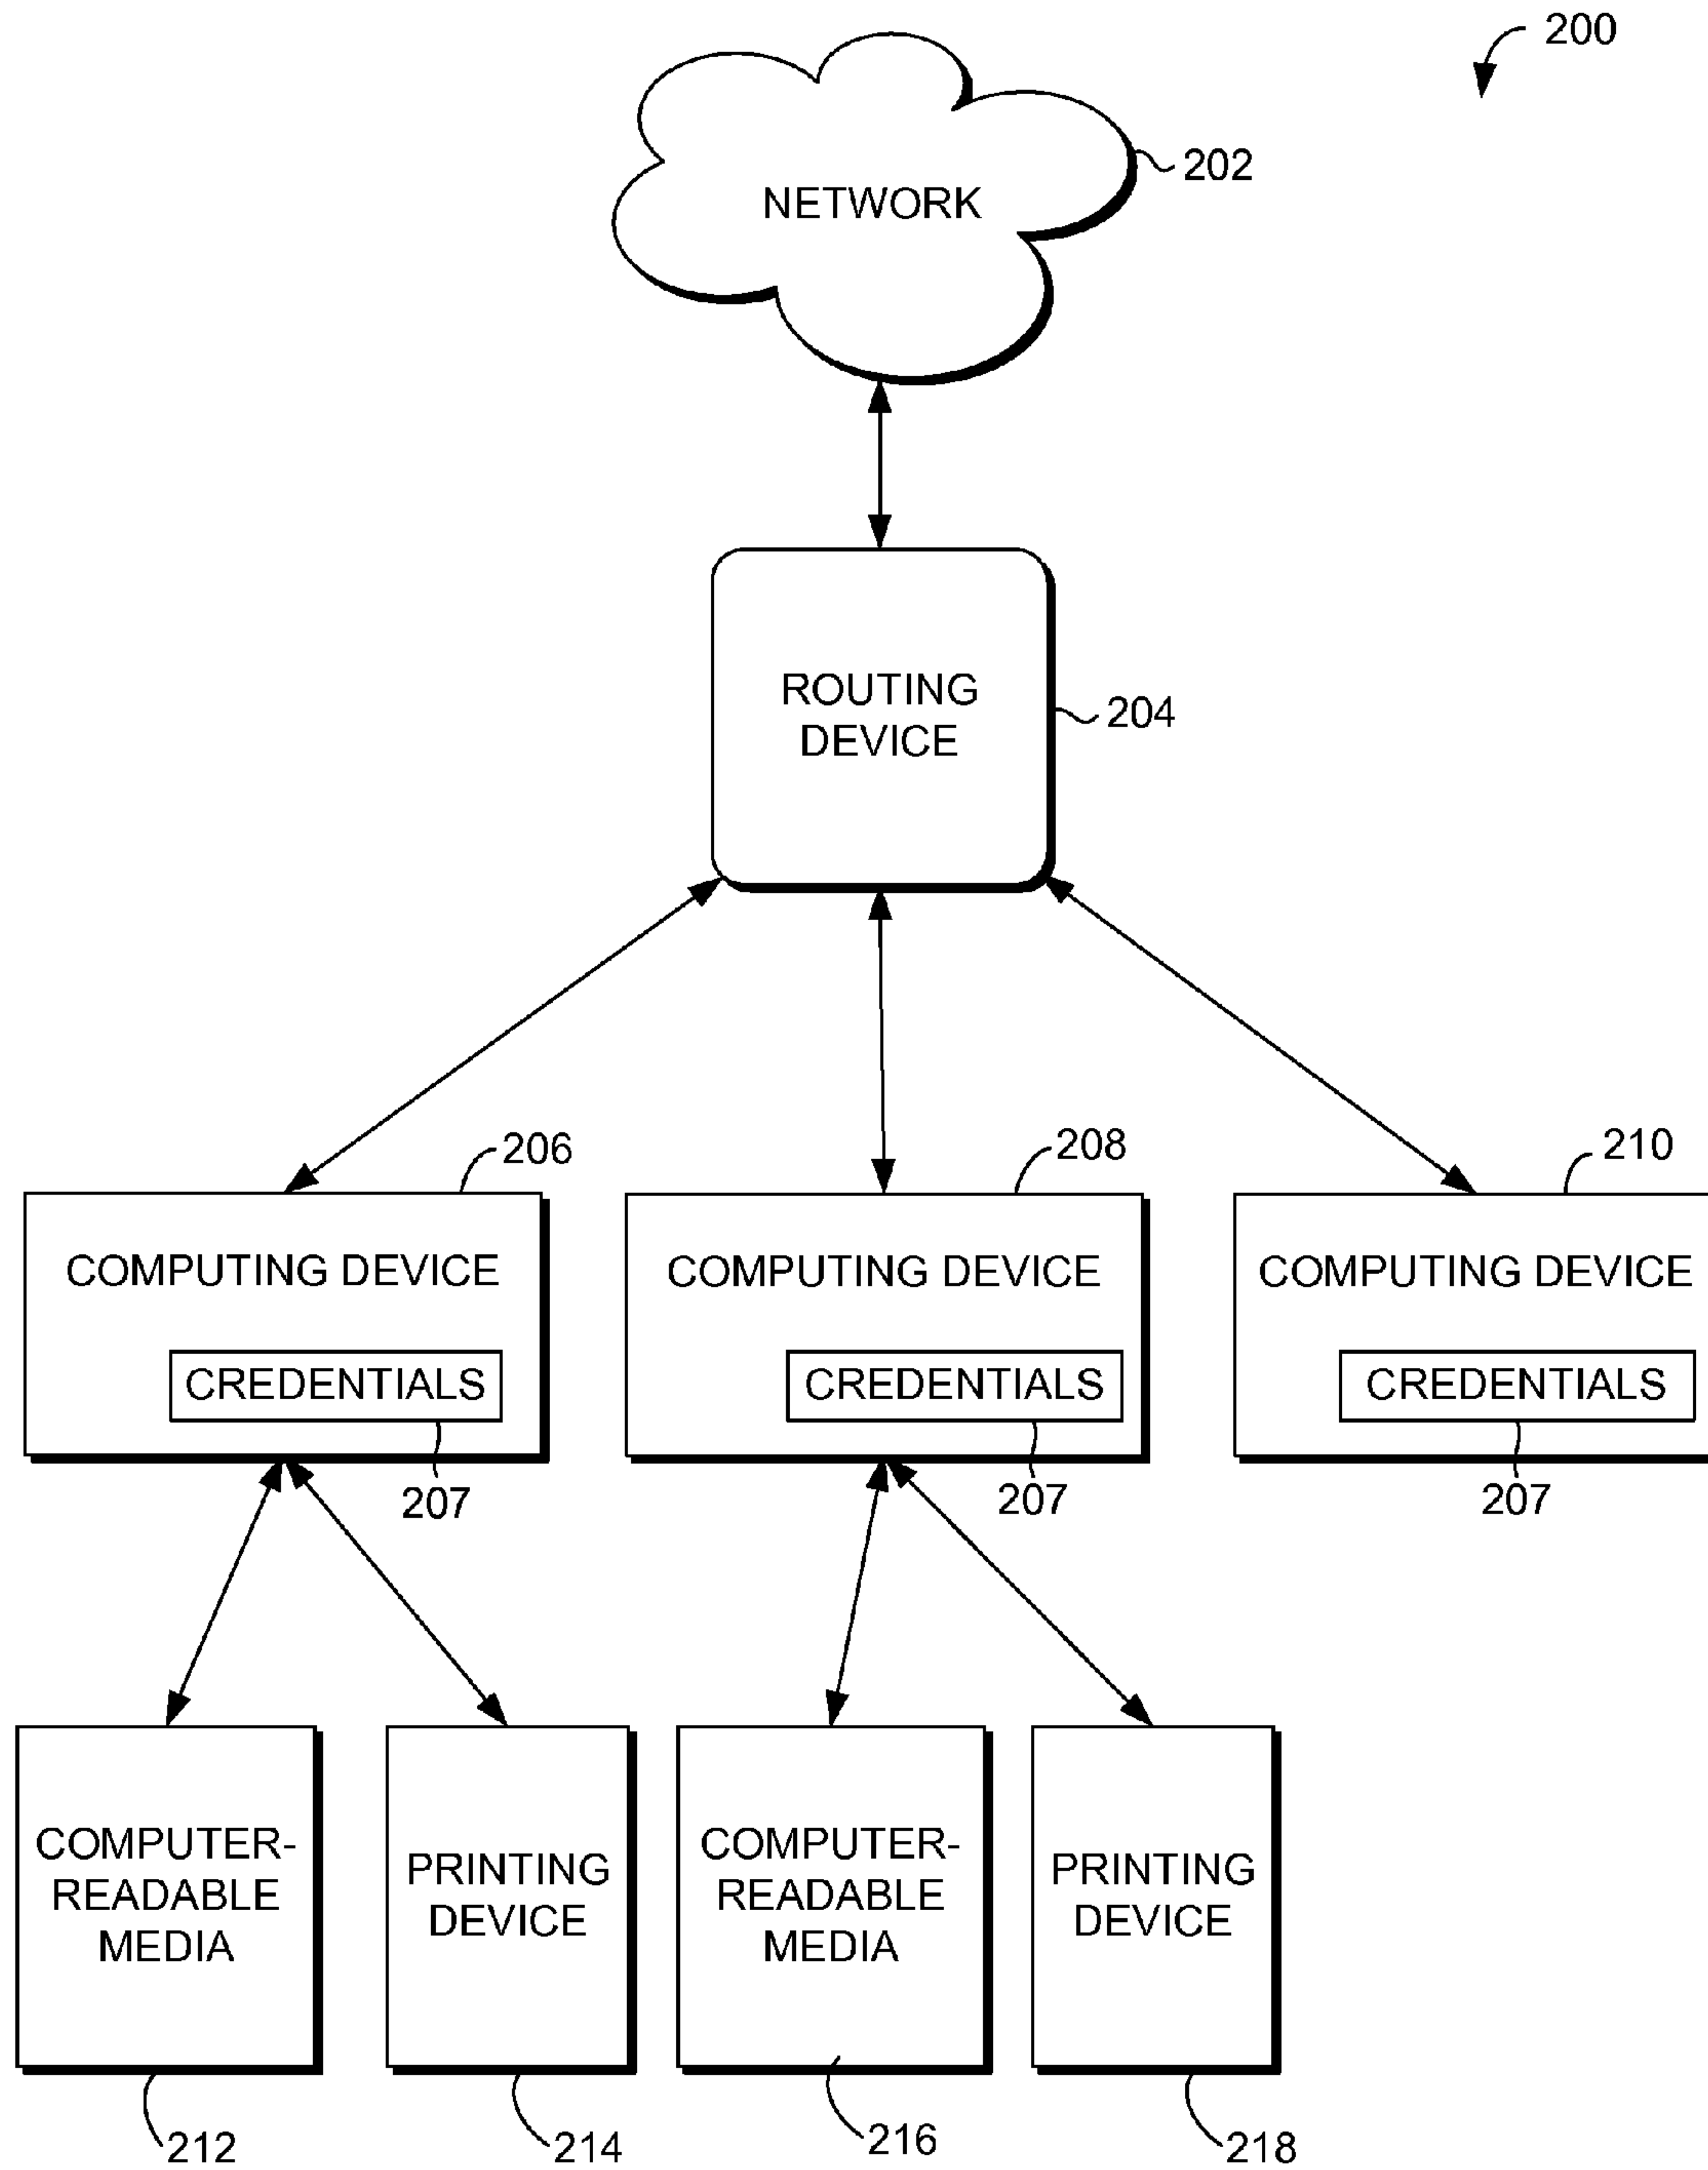 200
202
NETWORK
ROUTING
DEVICE
204
206
208
210
COMPUTING DEVICE
CREDENTIALS
207
COMPUTING DEVICE
CREDENTIALS
207
COMPUTING DEVICE
CREDENTIALS
207
COMPUTER-
READABLE
MEDIA
212
PRINTING
DEVICE
214
COMPUTER-
READABLE
MEDIA
216
PRINTING
DEVICE
218